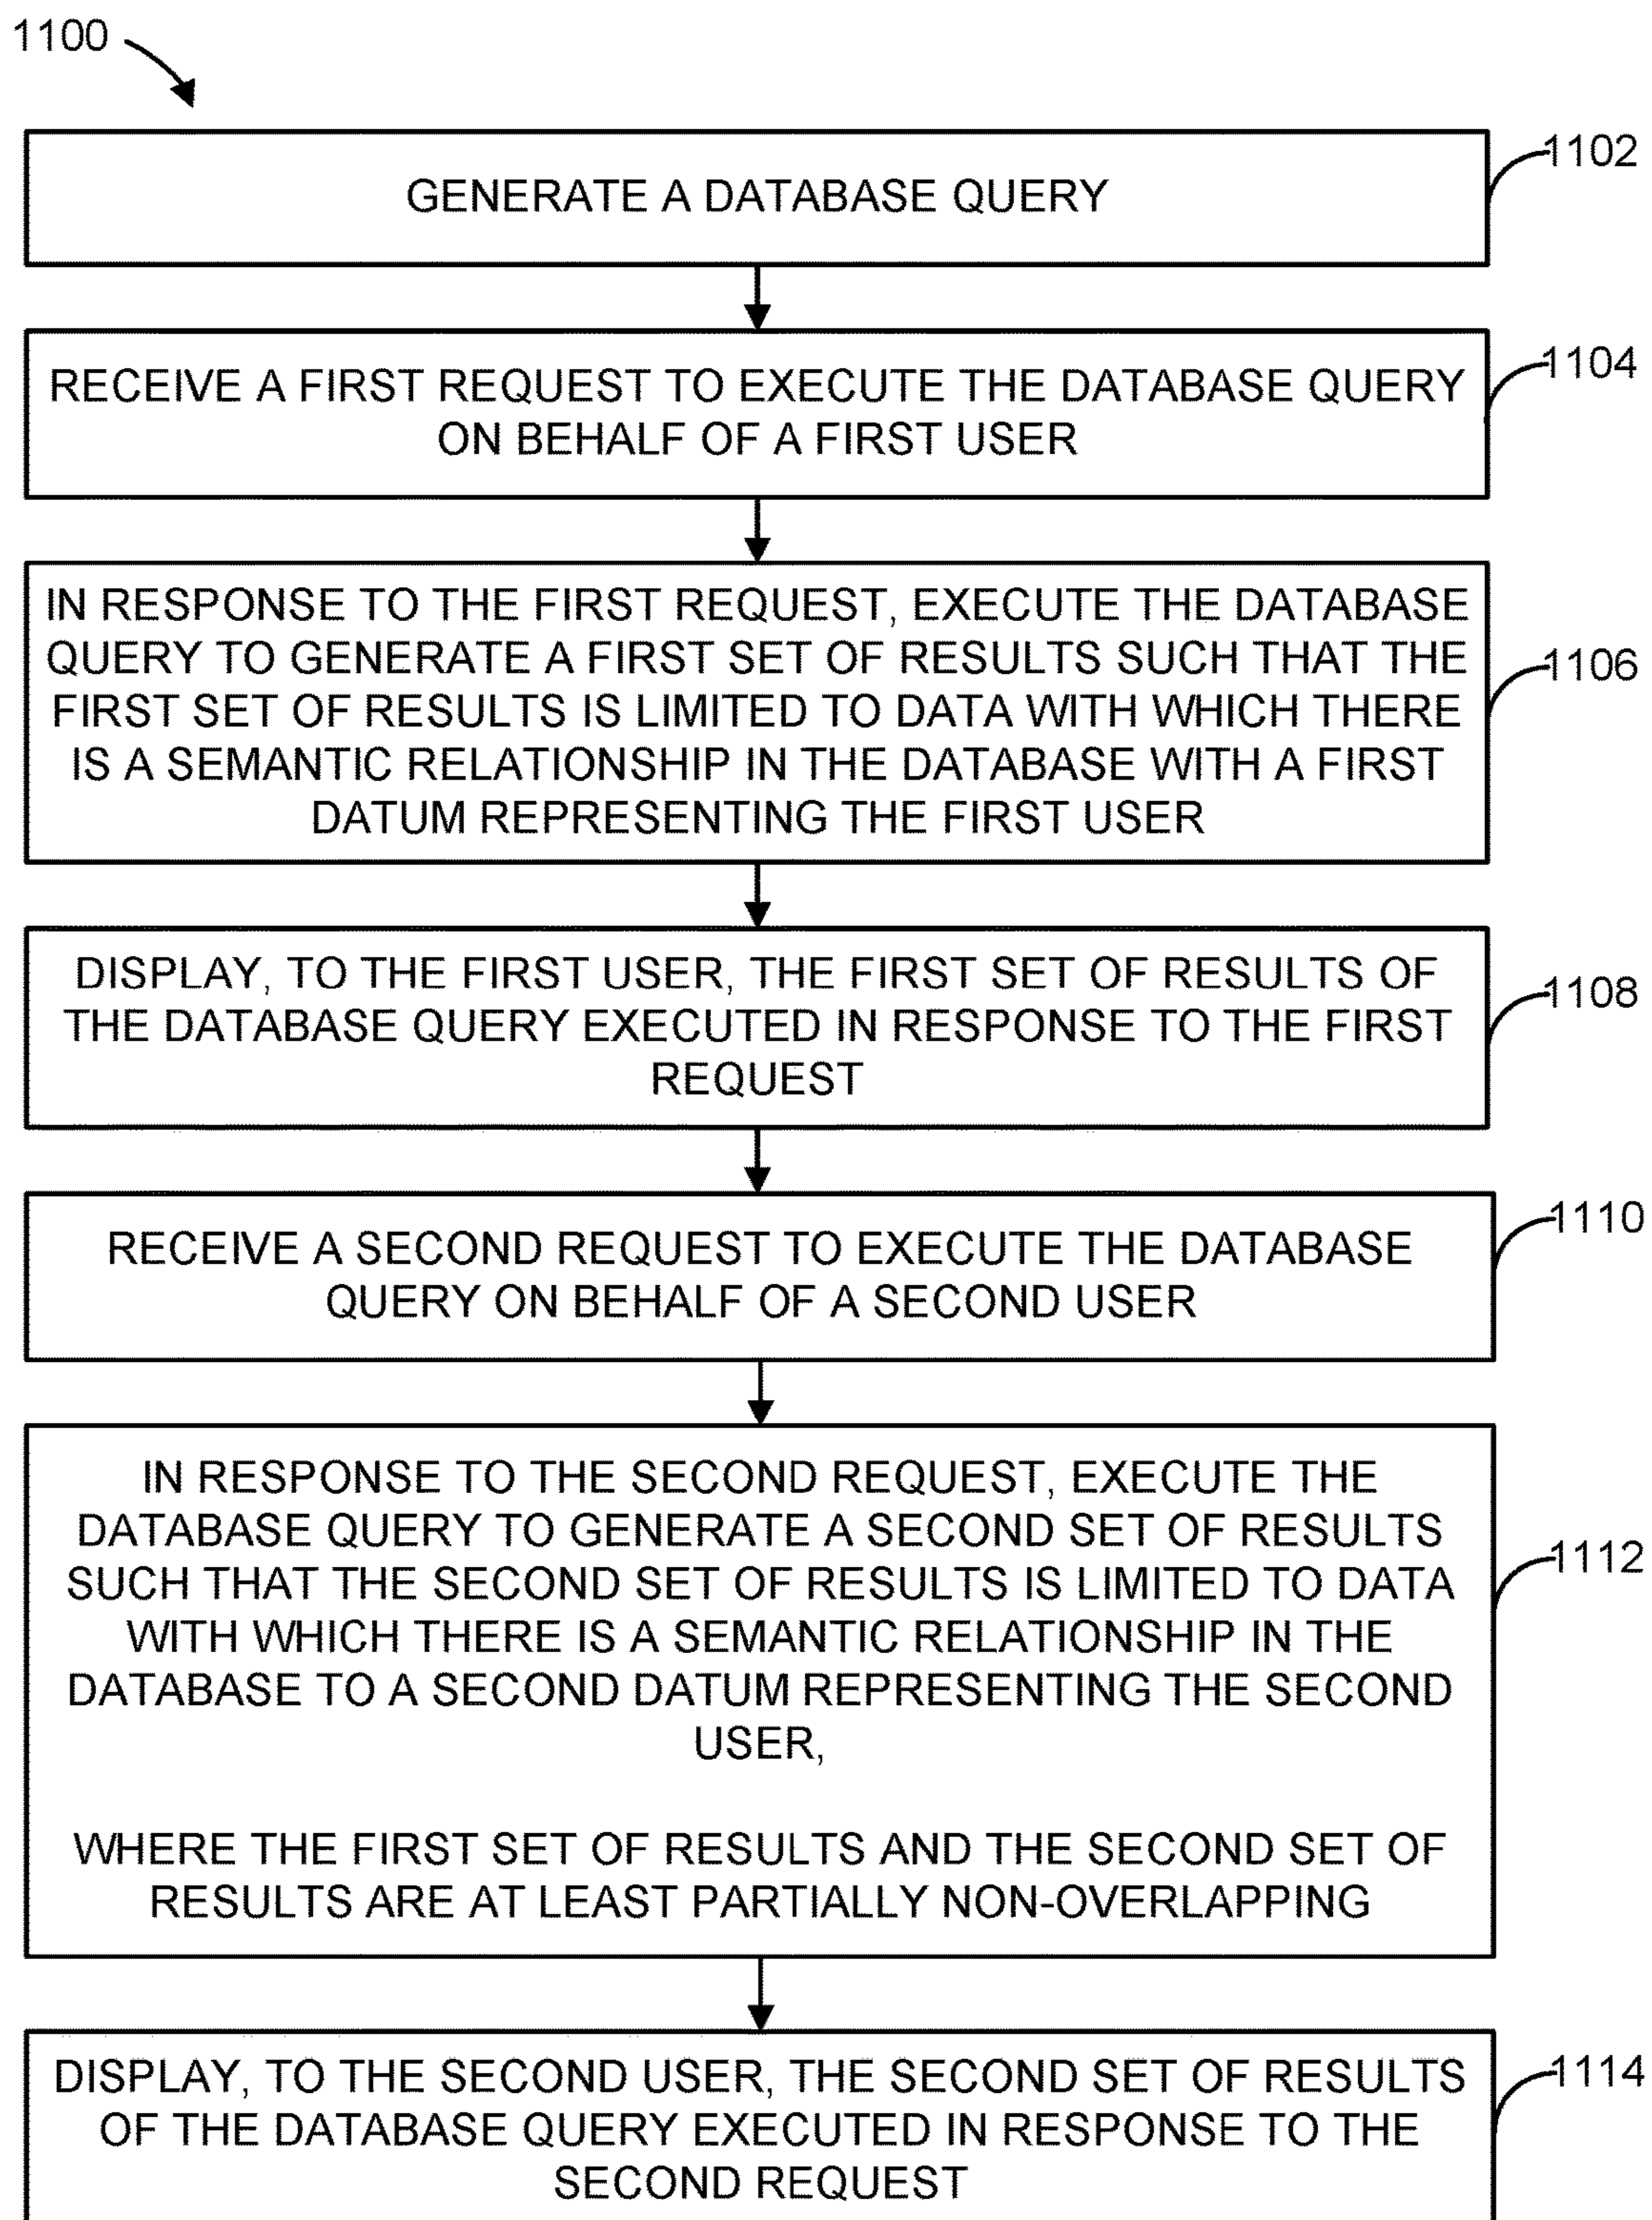 1100
GENERATE A DATABASE QUERY
1102
RECEIVE A FIRST REQUEST TO EXECUTE THE DATABASE QUERY
ON BEHALF OF A FIRST USER
1104
IN RESPONSE TO THE FIRST REQUEST, EXECUTE THE DATABASE
QUERY TO GENERATE A FIRST SET OF RESULTS SUCH THAT THE
FIRST SET OF RESULTS IS LIMITED TO DATA WITH WHICH THERE
IS A SEMANTIC RELATIONSHIP IN THE DATABASE WITH A FIRST
DATUM REPRESENTING THE FIRST USER
1106
DISPLAY, TO THE FIRST USER, THE FIRST SET OF RESULTS OF
THE DATABASE QUERY EXECUTED IN RESPONSE TO THE FIRST
REQUEST
1108
RECEIVE A SECOND REQUEST TO EXECUTE THE DATABASE
QUERY ON BEHALF OF A SECOND USER
1110
IN RESPONSE TO THE SECOND REQUEST, EXECUTE THE
DATABASE QUERY TO GENERATE A SECOND SET OF RESULTS
SUCH THAT THE SECOND SET OF RESULTS IS LIMITED TO DATA
WITH WHICH THERE IS A SEMANTIC RELATIONSHIP IN THE
DATABASE TO A SECOND DATUM REPRESENTING THE SECOND
USER,
WHERE THE FIRST SET OF RESULTS AND THE SECOND SET OF
RESULTS ARE AT LEAST PARTIALLY NON-OVERLAPPING
1112
DISPLAY, TO THE SECOND USER, THE SECOND SET OF RESULTS
OF THE DATABASE QUERY EXECUTED IN RESPONSE TO THE
SECOND REQUEST
1114